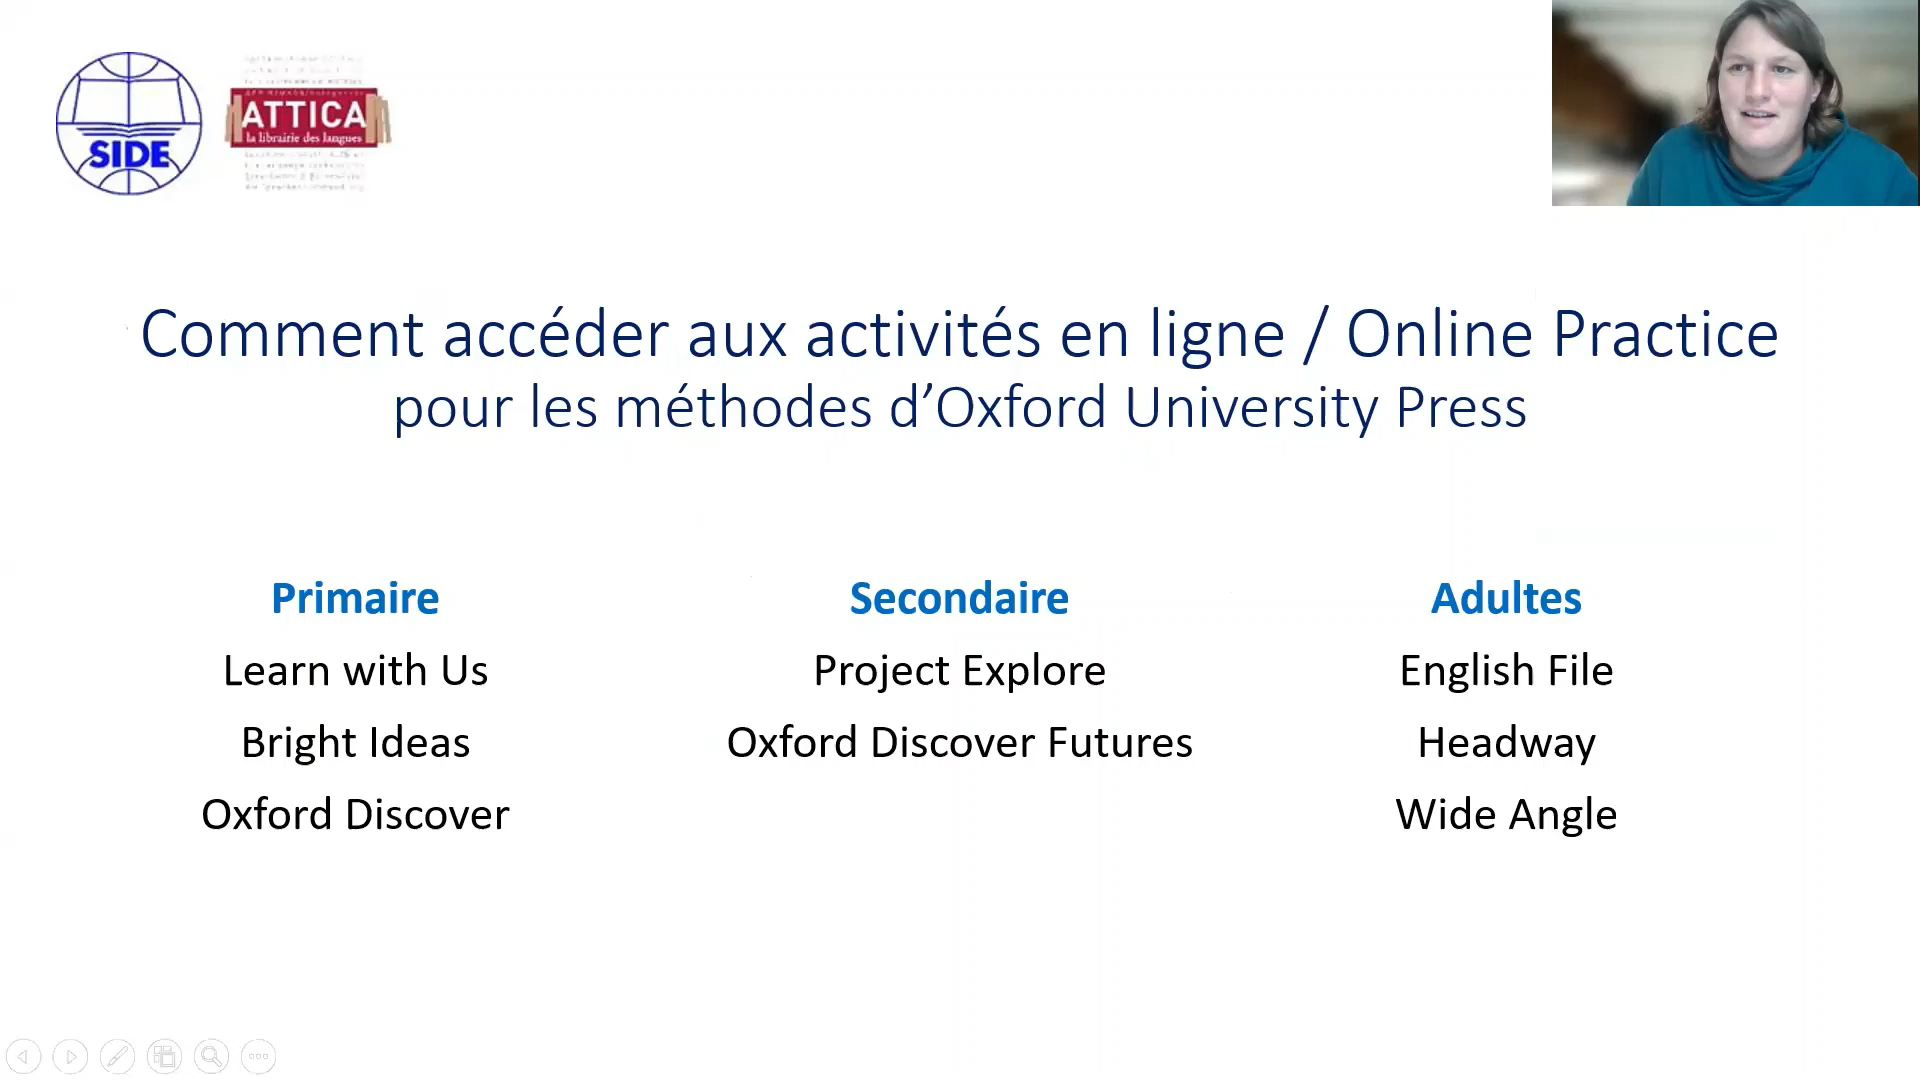 SIDE
ATTICA
la librairie des langues
Comment accéder aux activités en ligne / Online Practice
pour les méthodes d’Oxford University Press
Primaire
Learn with Us
Bright Ideas
Oxford Discover
Secondaire
Project Explore
Oxford Discover Futures
Adultes
English File
Headway
Wide Angle